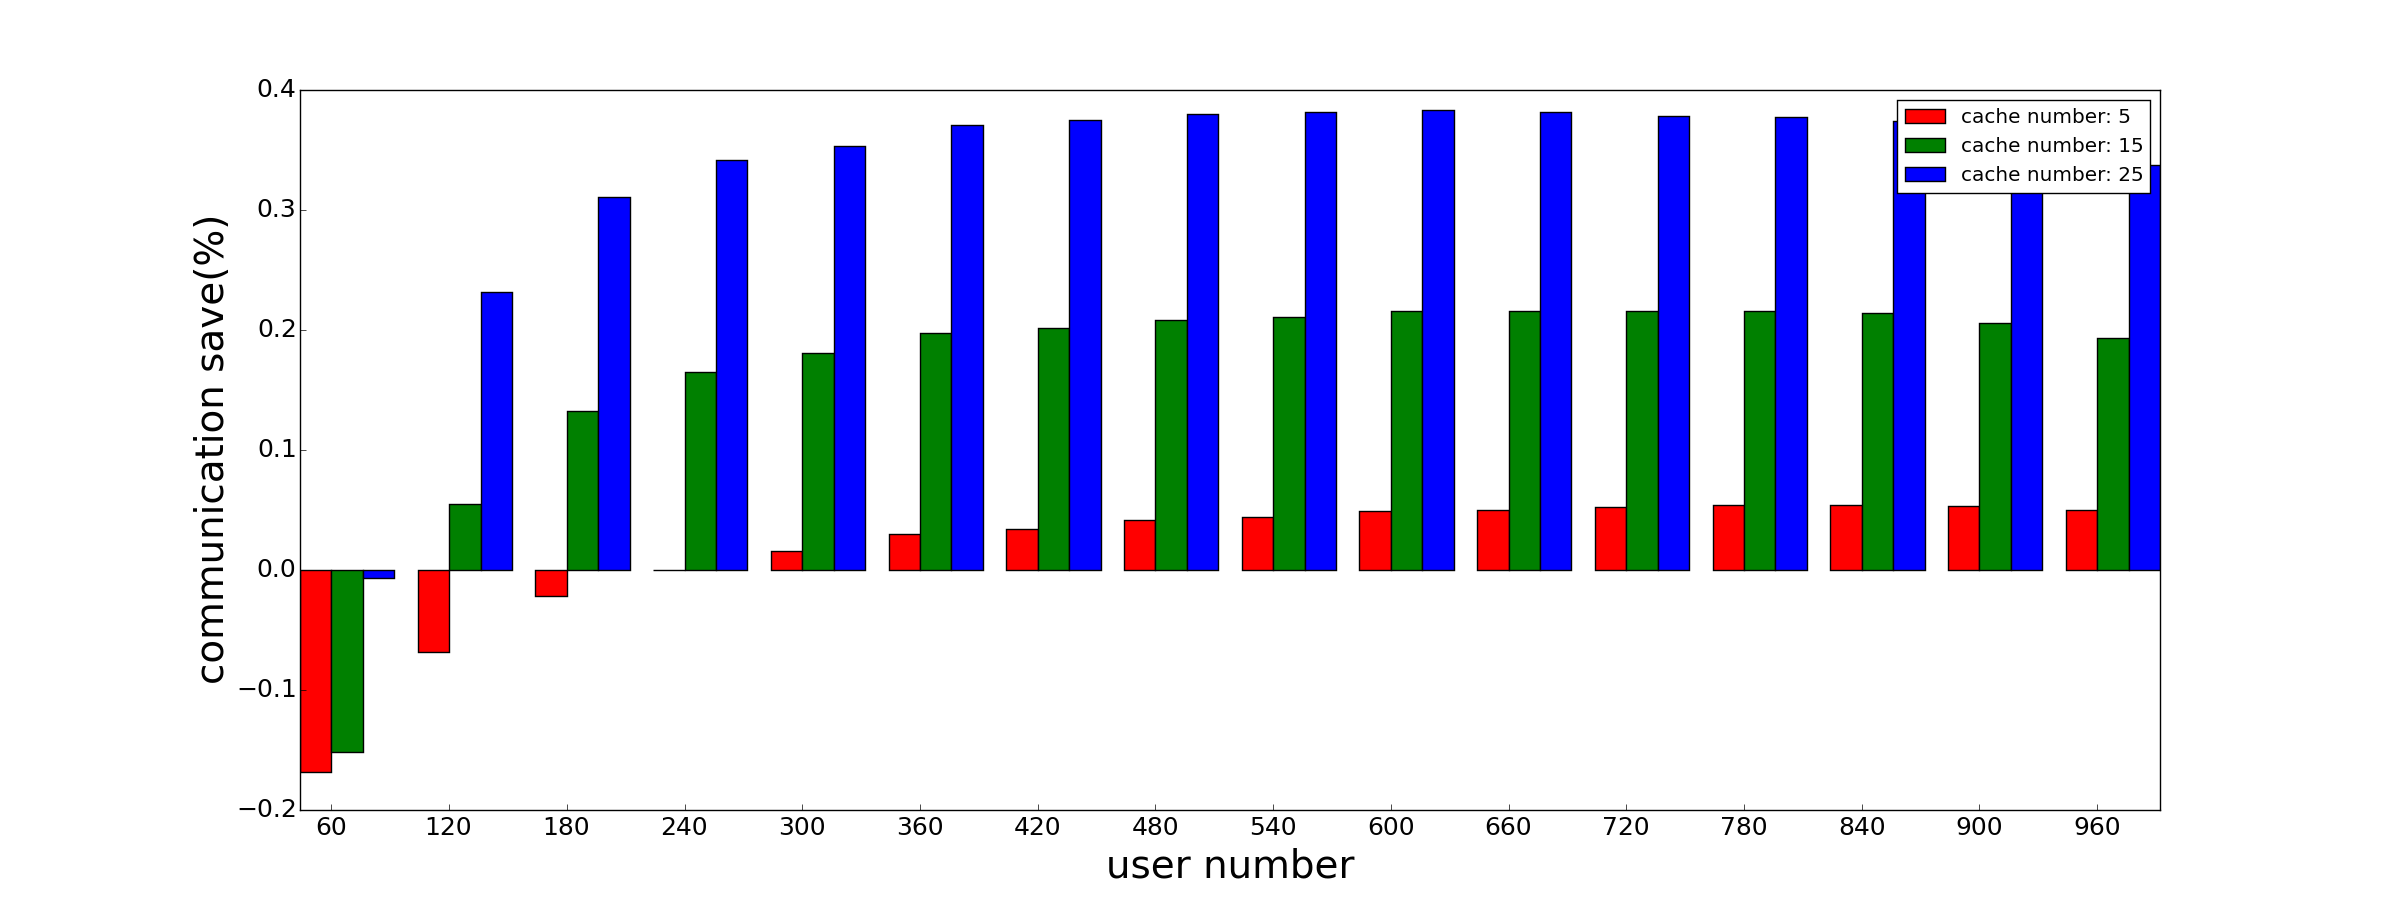 communication save(%)
0.4
0.3
0.2
0.1
0.0
−0.1
−0.2
cache number: 5
cache number: 15
cache number: 25
60 120 180 240 300 360 420 480 540 600 660 720 780 840 900 960
user number